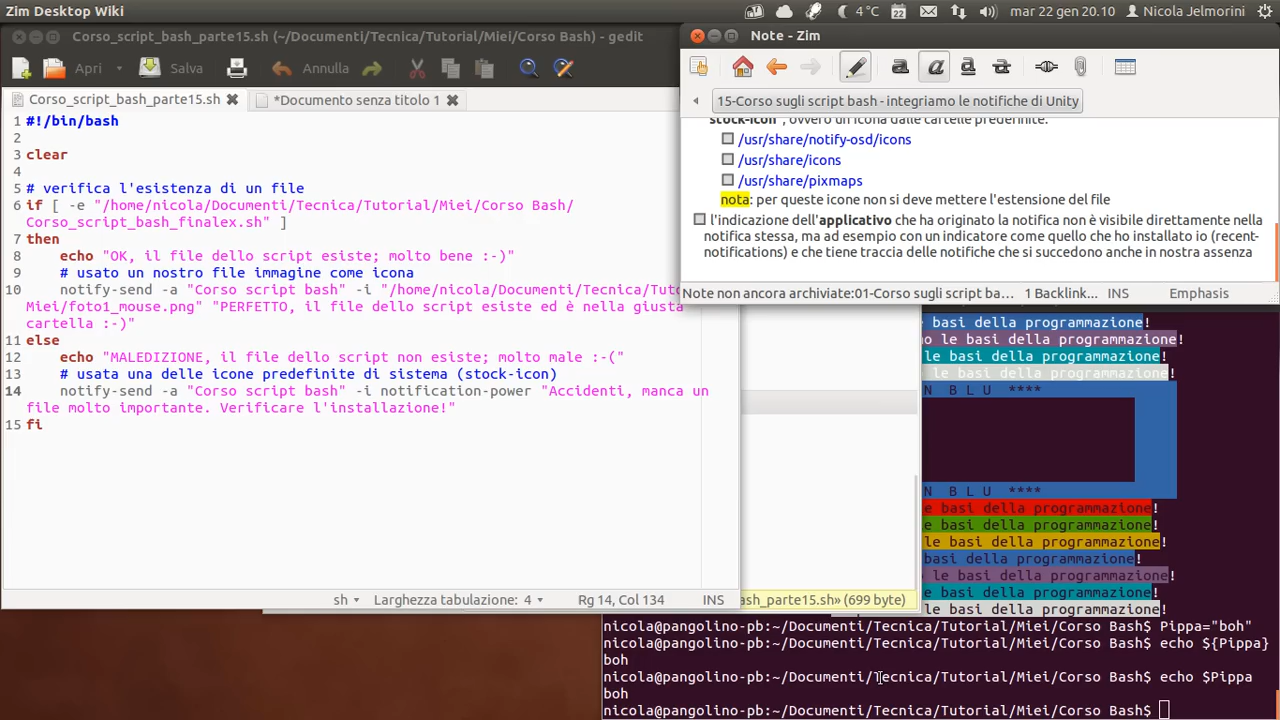 Zim Desktop Wiki
4 °C
22
mar 22 gen 20.10
Nicola Jelmorini
Corso_script_bash_parte15.sh (~/Documenti/Tecnica/Tutorial/Miei/Corso Bash) - gedit
Apri
Salva
Annulla
Corso_script_bash_parte15.sh
*Documento senza titolo 1
1 #!/bin/bash
2
3 clear
4
5 # verifica l'esistenza di un file
6 if [ -e "/home/nicola/Documenti/Tecnica/Tutorial/Miei/Corso Bash/
Corso_script_bash_finalex.sh" ]
7 then
8 echo "OK, il file dello script esiste; molto bene :-)"
9 # usato un nostro file immagine come icona
10 notify-send -a "Corso script bash" -i "/home/nicola/Documenti/Tecnica/Tu
Miei/foto1_mouse.png" "PERFETTO, il file dello script esiste ed è nella giusta
cartella :-)"
11 else
12 echo "MALEDIZIONE, il file dello script non esiste; molto male :-("
13 # usata una delle icone predefinite di sistema (stock-icon)
14 notify-send -a "Corso script bash" -i notification-power "Accidenti, manca un
file molto importante. Verificare l'installazione!"
15 fi
sh
Larghezza tabulazione: 4
Rg 14, Col 134
INS
Note - Zim
15-Corso sugli script bash - integriamo le notifiche di Unity
stock-icon", ovvero un icona dalle cartelle predefinite:
/usr/share/notify-osd/icons
/usr/share/icons
/usr/share/pixmaps
nota: per queste icone non si deve mettere l'estensione del file
l'indicazione dell'applicativo che ha originato la notifica non è visibile direttamente nella
notifica stessa, ma ad esempio con un indicatore come quello che ho installato io (recent-
notifications) e che tiene traccia delle notifiche che si succedono anche in nostra assenza
Note non ancora archiviate:01-Corso sugli script ba...
1 Backlink...
INS
Emphasis
basi della programmazione!
o le basi della programmazione!
le basi della programmazione!
le basi della programmazione!
N B L U ****
N B L U ****
e basi della programmazione!
le basi della programmazione!
le basi della programmazione!
basi della programmazione!
o le basi della programmazione!
le basi della programmazione!
le basi della programmazione!
ash_parte15.sh» (699 byte)
nicola@pangolino-pb:~/Documenti/Tecnica/Tutorial/Miei/Corso Bash$ Pippa="boh"
nicola@pangolino-pb:~/Documenti/Tecnica/Tutorial/Miei/Corso Bash$ echo ${Pippa}
boh
nicola@pangolino-pb:~/Documenti/Tecnica/Tutorial/Miei/Corso Bash$ echo $Pippa
boh
nicola@pangolino-pb:~/Documenti/Tecnica/Tutorial/Miei/Corso Bash$